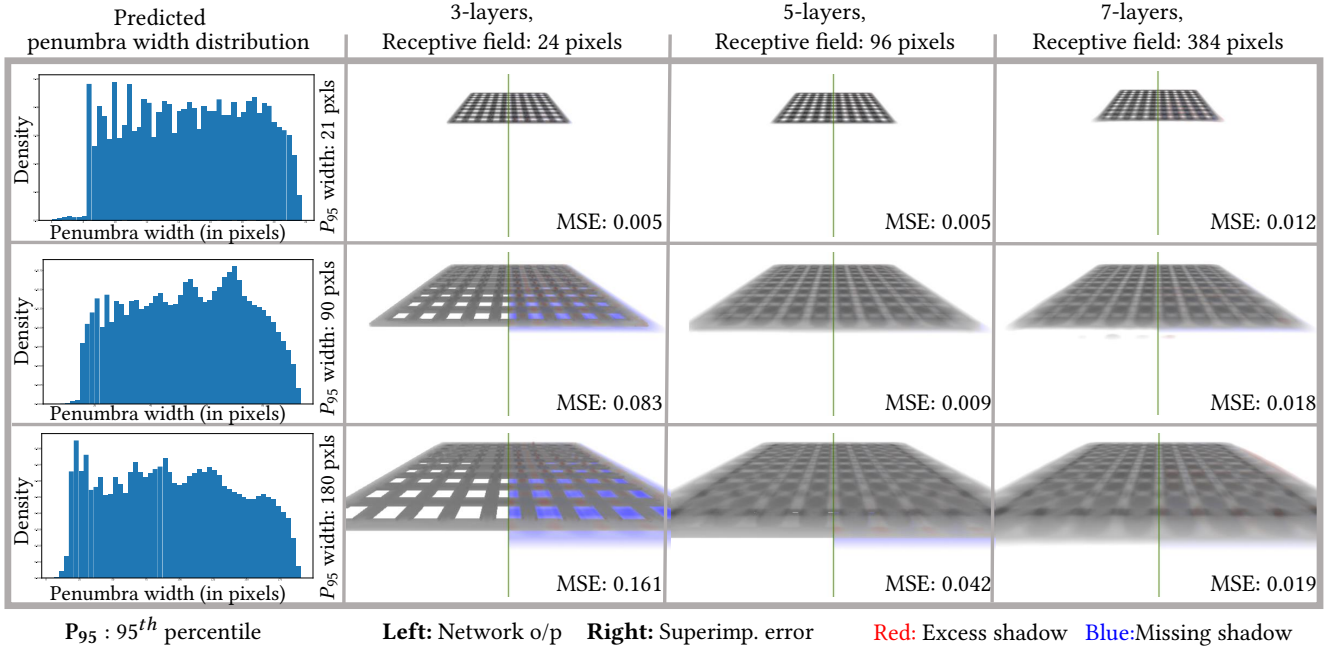 Predicted
penumbra width distribution
3-layers,
Receptive field: 24 pixels
5-layers,
Receptive field: 96 pixels
7-layers,
Receptive field: 384 pixels
Density
Penumbra width (in pixels)
P95 width: 21 pxls
MSE: 0.005
MSE: 0.005
MSE: 0.012
Density
Penumbra width (in pixels)
P95 width: 90 pxls
MSE: 0.083
MSE: 0.009
MSE: 0.018
Density
Penumbra width (in pixels)
P95 width: 180 pxls
MSE: 0.161
MSE: 0.042
MSE: 0.019
P95 : 95th percentile
Left: Network o/p Right: Superimp. error
Red: Excess shadow Blue:Missing shadow